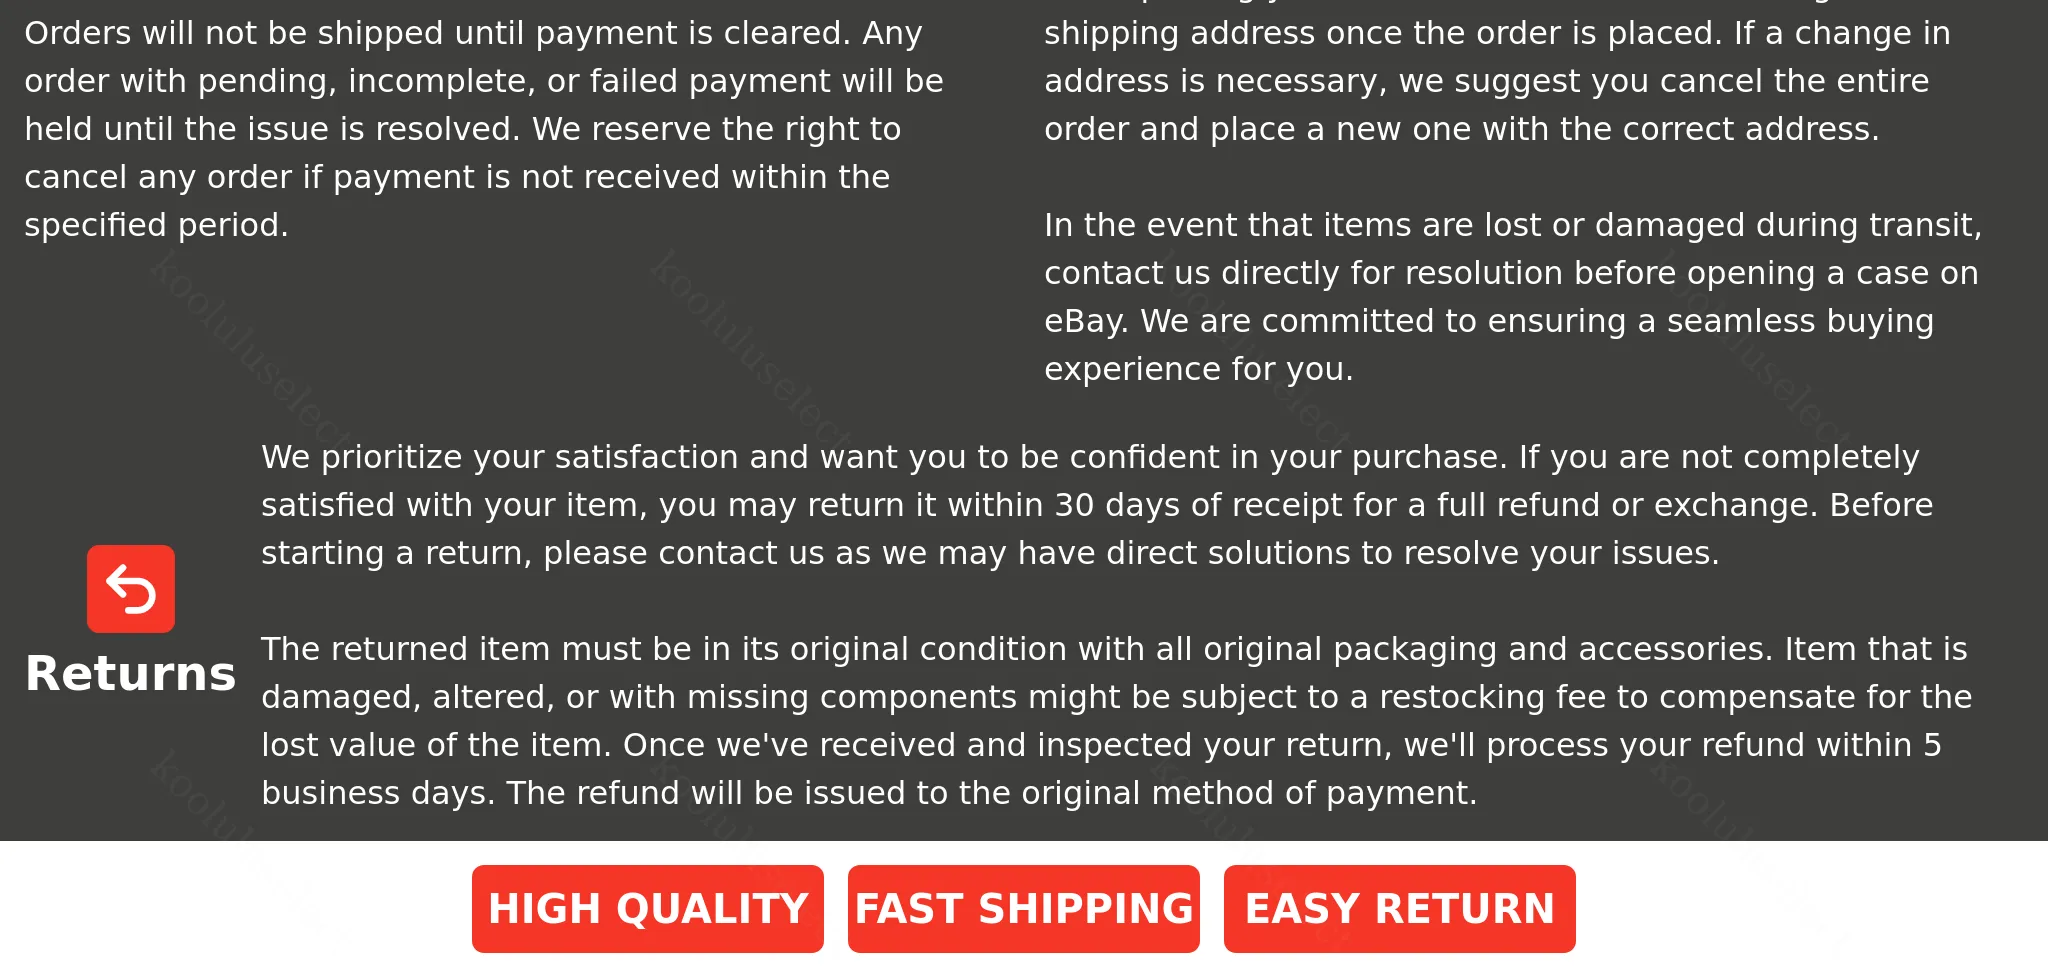 Orders will not be shipped until payment is cleared. Any
order with pending, incomplete, or failed payment will be
held until the issue is resolved. We reserve the right to
cancel any order if payment is not received within the
specified period.
shipping address once the order is placed. If a change in
address is necessary, we suggest you cancel the entire
order and place a new one with the correct address.
In the event that items are lost or damaged during transit,
contact us directly for resolution before opening a case on
eBay. We are committed to ensuring a seamless buying
experience for you.
kooluluselect
kooluluselect
kooluluselect
kooluluselect
Returns
We prioritize your satisfaction and want you to be confident in your purchase. If you are not completely
satisfied with your item, you may return it within 30 days of receipt for a full refund or exchange. Before
starting a return, please contact us as we may have direct solutions to resolve your issues.
The returned item must be in its original condition with all original packaging and accessories. Item that is
damaged, altered, or with missing components might be subject to a restocking fee to compensate for the
lost value of the item. Once we've received and inspected your return, we'll process your refund within 5
business days. The refund will be issued to the original method of payment.
HIGH QUALITY
FAST SHIPPING
EASY RETURN